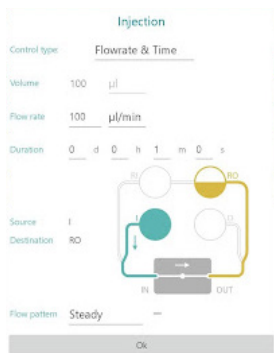 Injection
Control type Flowrate & Time
Volume 100 µl
Flow rate 100 µl/min
Duration 0 d 0 h 1 m 0 s
RI RO
I O
Source I
Destination RO
IN OUT
Flow pattern Steady
Ok